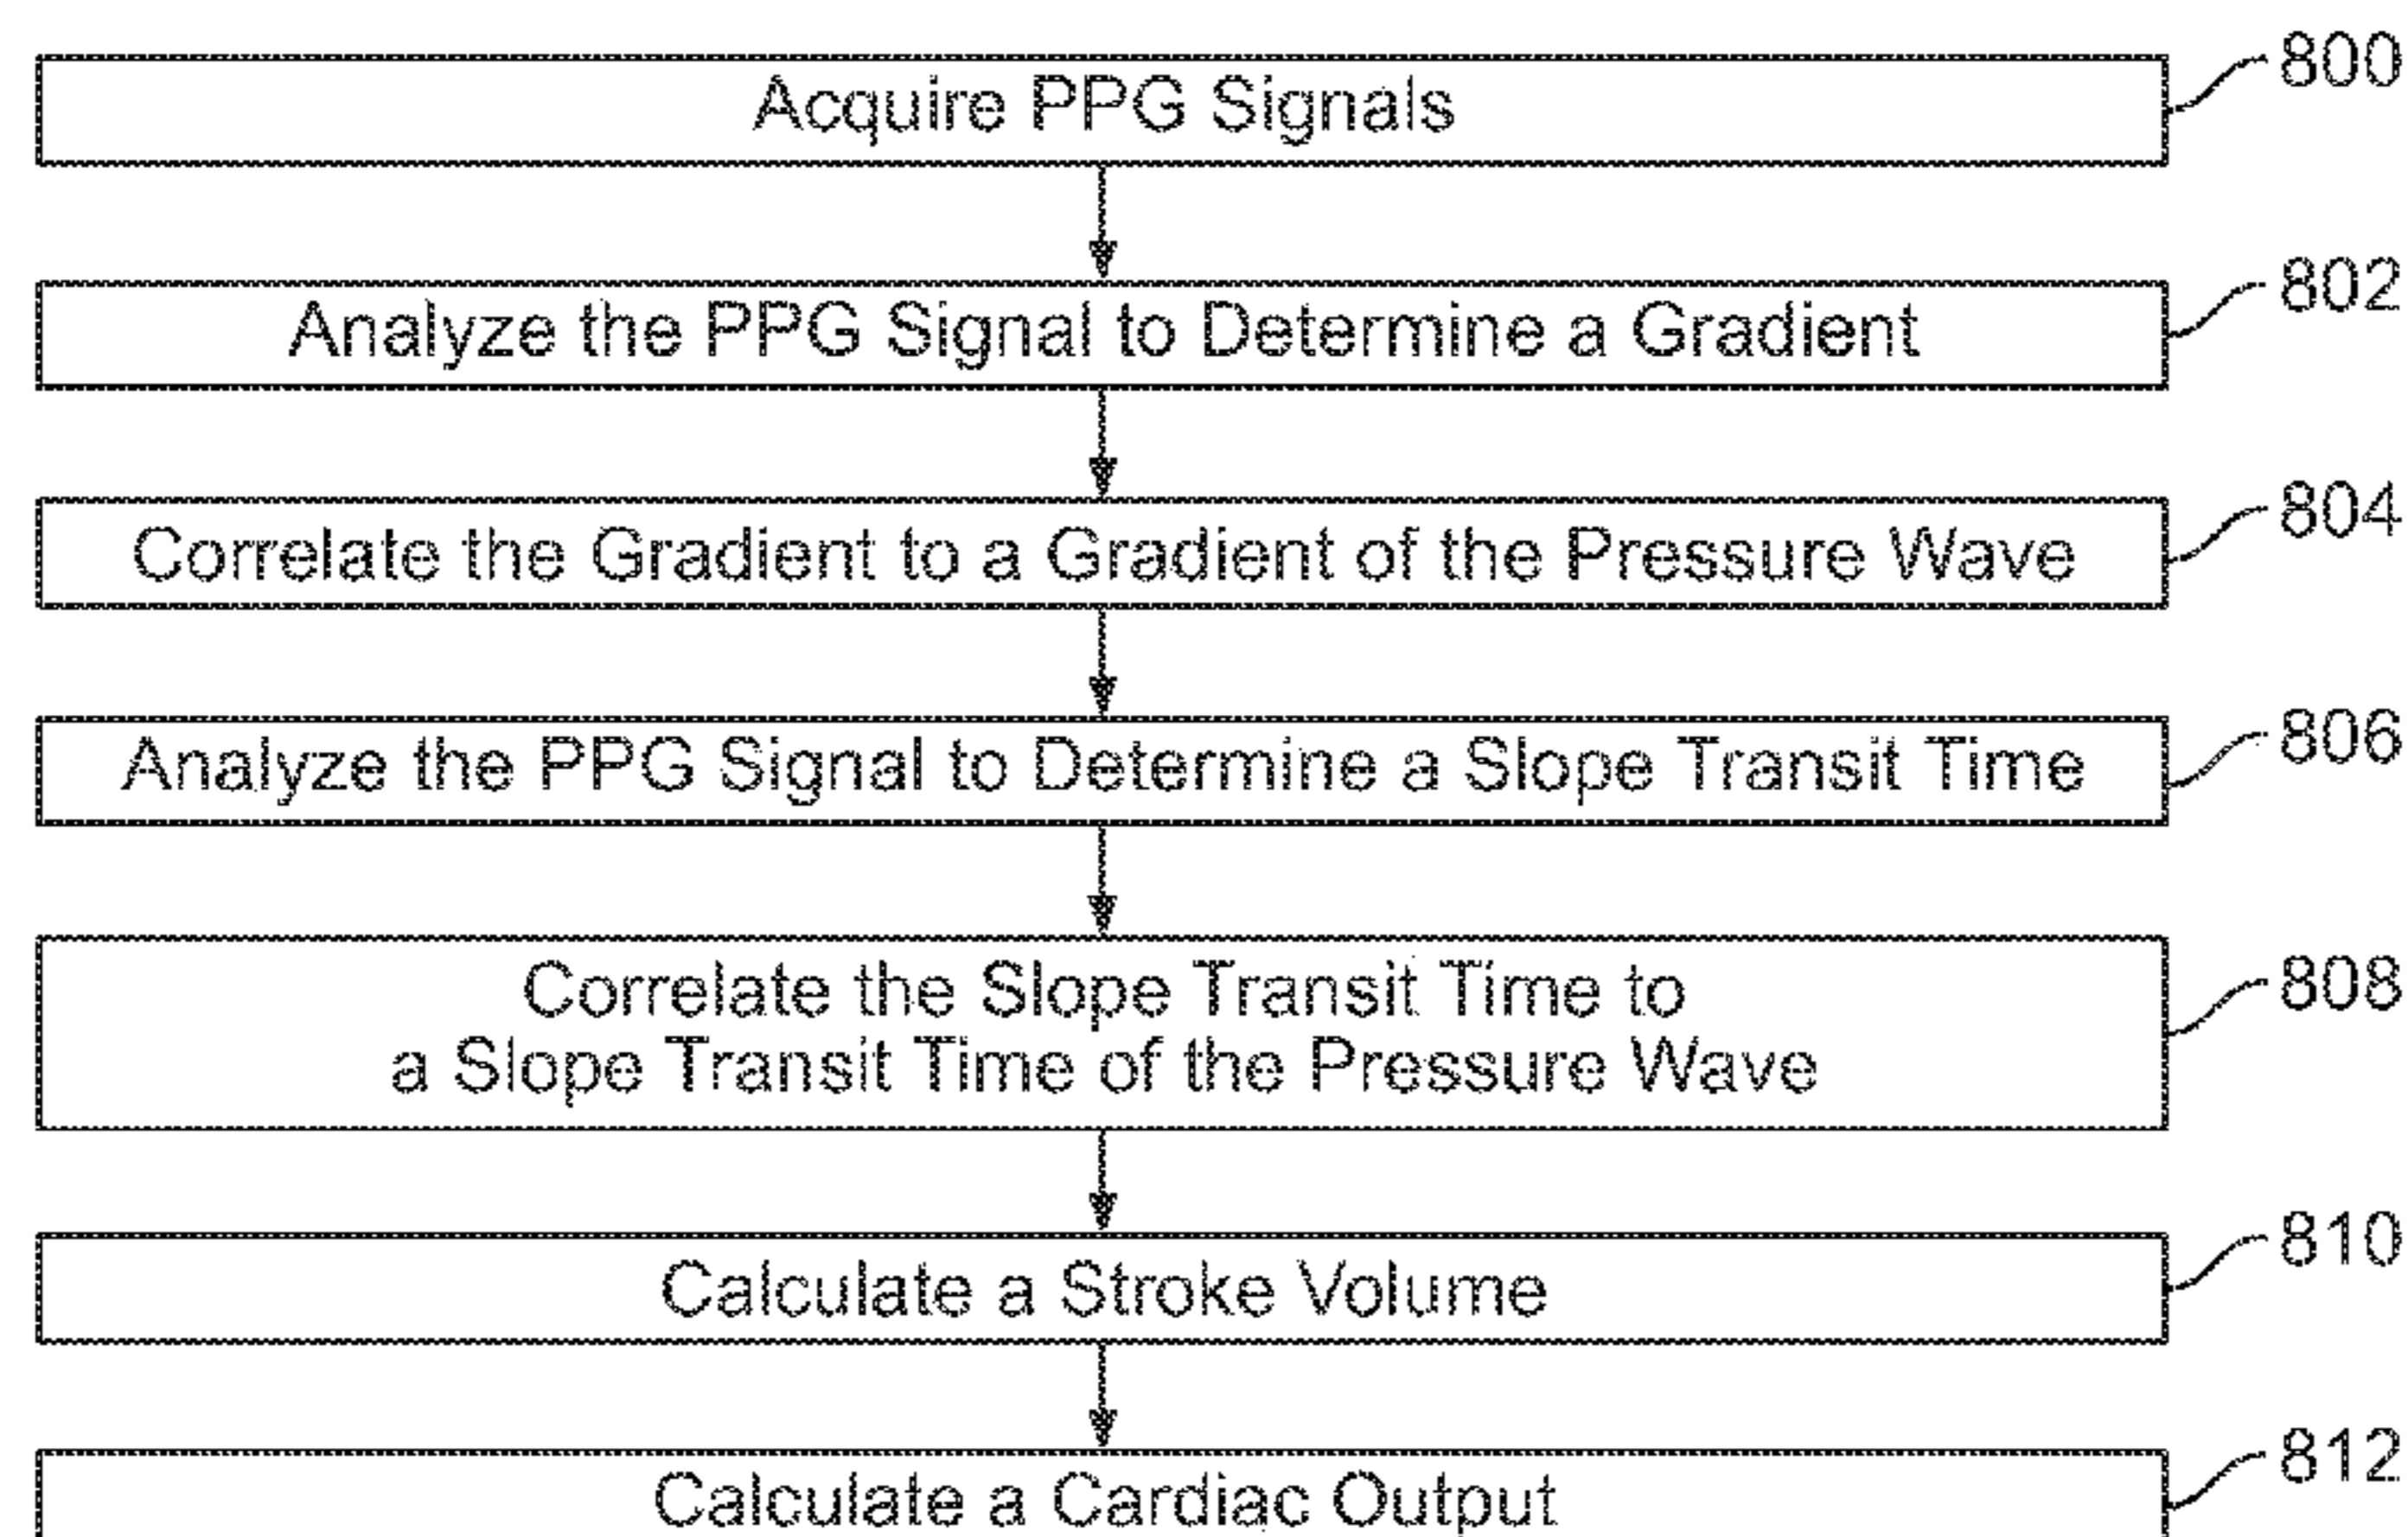 Acquire PPG Signals
800
Analyze the PPG Signal to Determine a Gradient
802
Correlate the Gradient to a Gradient of the Pressure Wave
804
Analyze the PPG Signal to Determine a Slope Transit Time
806
Correlate the Slope Transit Time to
a Slope Transit Time of the Pressure Wave
808
Calculate a Stroke Volume
810
Calculate a Cardiac Output
812